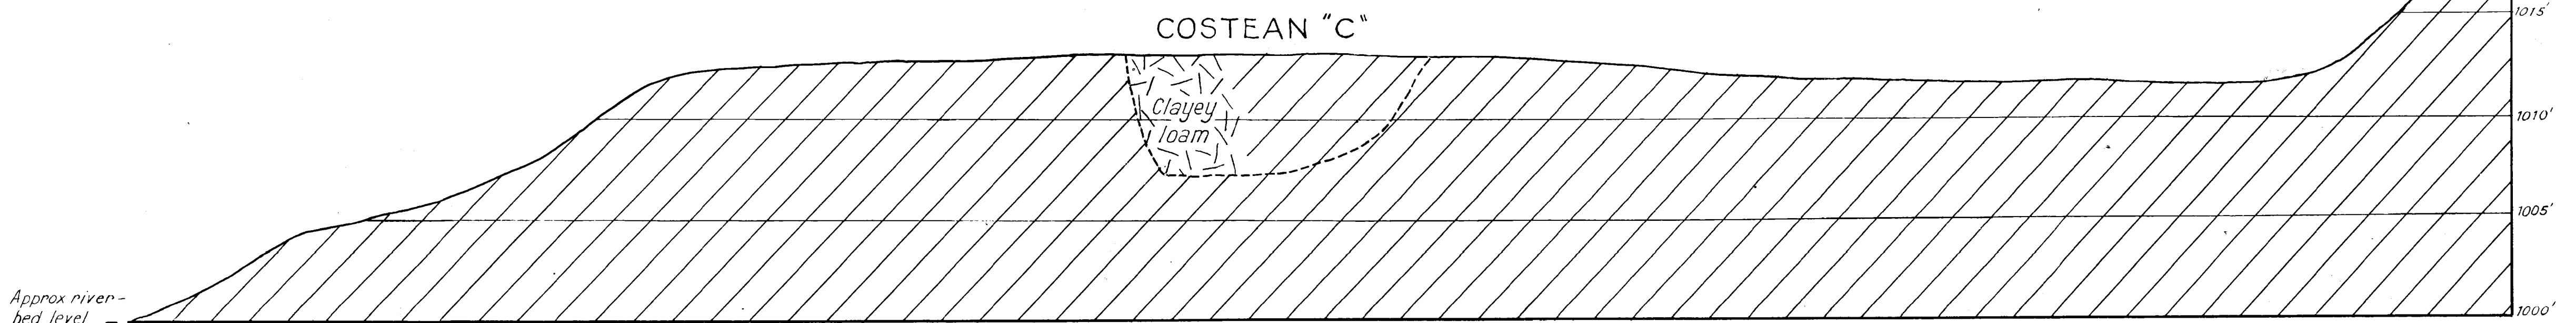 COSTEAN "C"
1015'
Clayey
loam
1010'
1005'
Approx river-
bed level
1000'